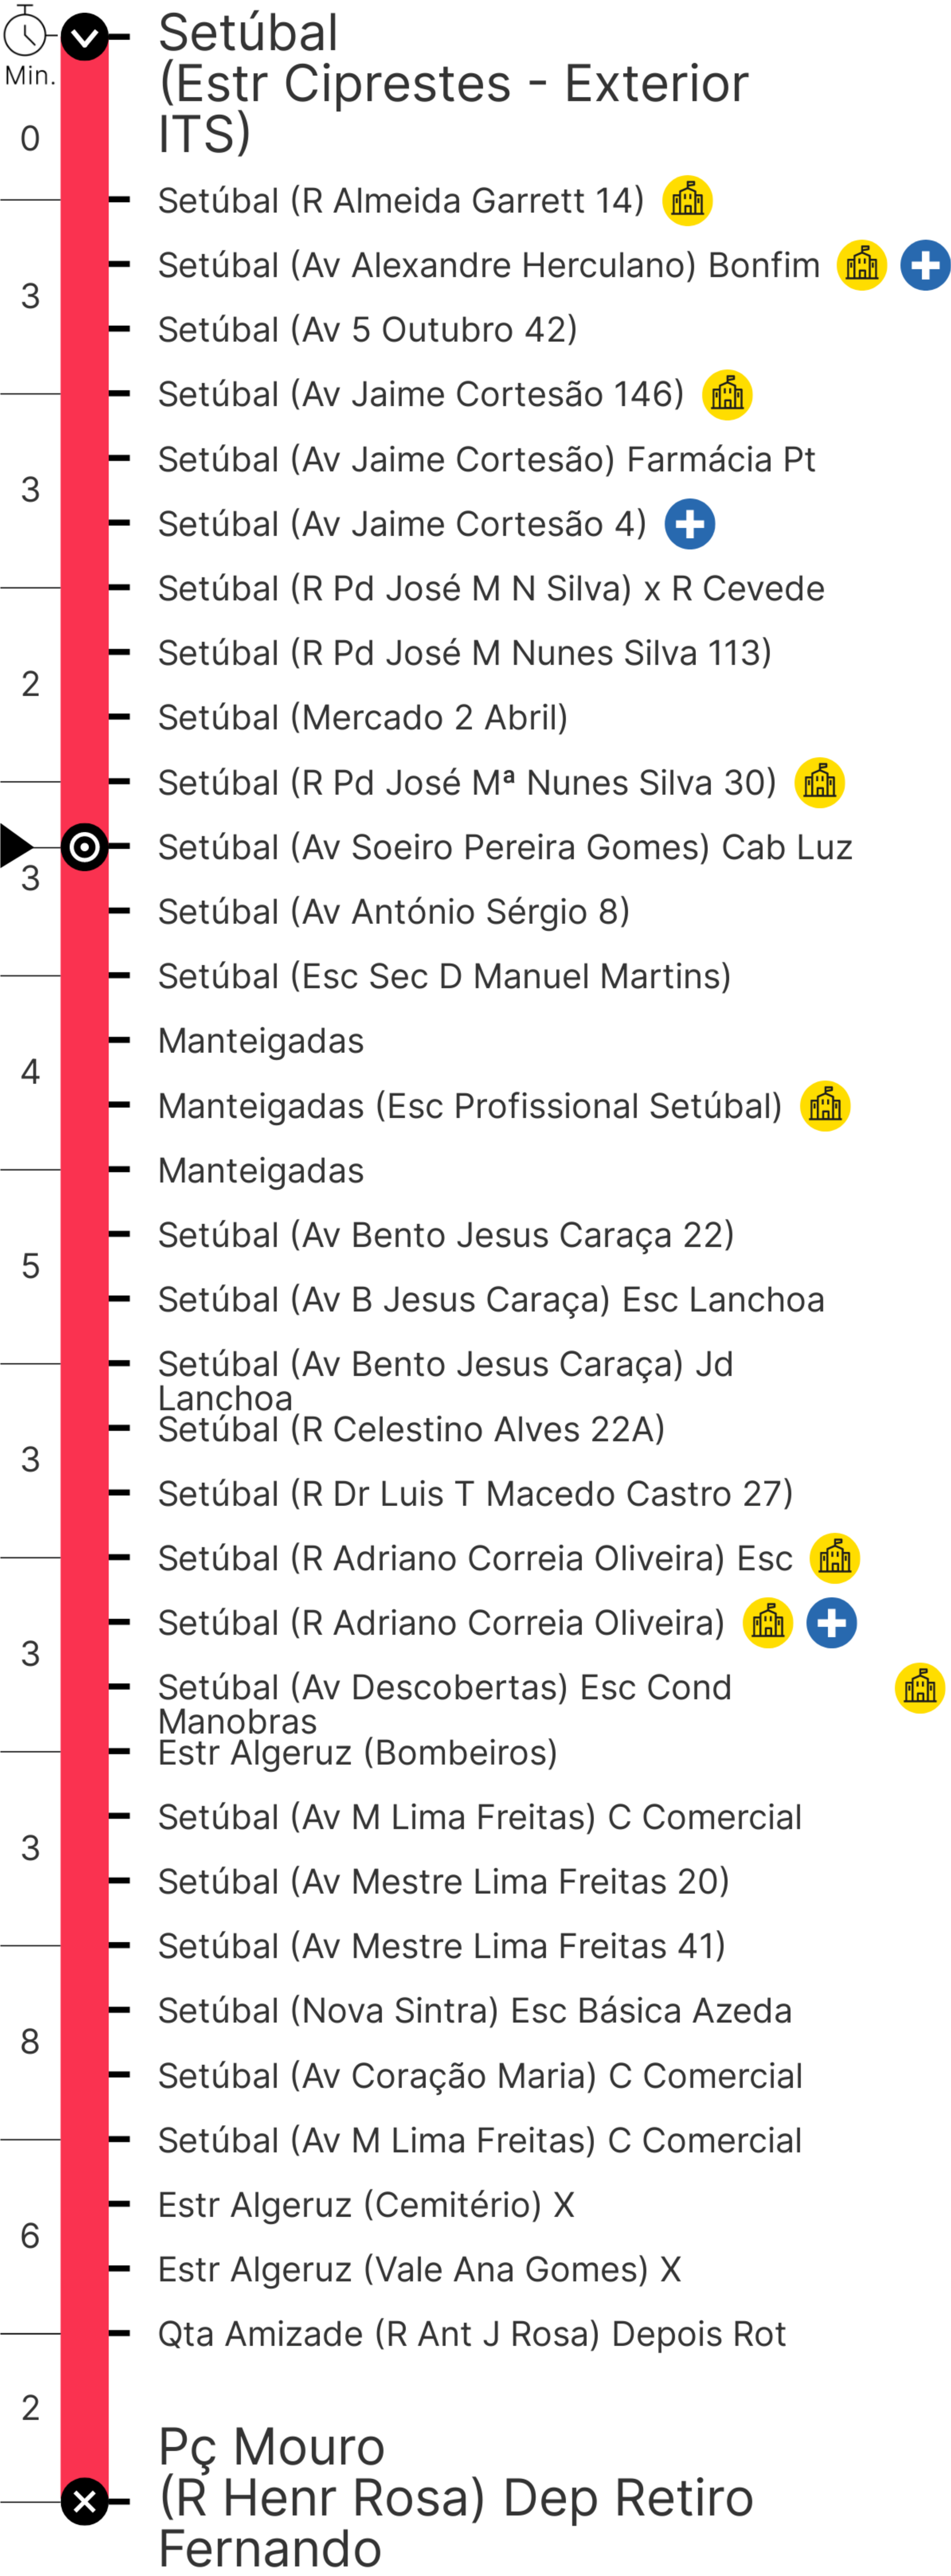 Setúbal
(Estr Ciprestes - Exterior
ITS)
Min.
0
Setúbal (R Almeida Garrett 14)
Setúbal (Av Alexandre Herculano) Bonfim
3
Setúbal (Av 5 Outubro 42)
Setúbal (Av Jaime Cortesão 146)
Setúbal (Av Jaime Cortesão) Farmácia Pt
3
Setúbal (Av Jaime Cortesão 4)
Setúbal (R Pd José M N Silva) x R Cevede
Setúbal (R Pd José M Nunes Silva 113)
2
Setúbal (Mercado 2 Abril)
Setúbal (R Pd José Mª Nunes Silva 30)
Setúbal (Av Soeiro Pereira Gomes) Cab Luz
3
Setúbal (Av António Sérgio 8)
Setúbal (Esc Sec D Manuel Martins)
Manteigadas
4
Manteigadas (Esc Profissional Setúbal)
Manteigadas
Setúbal (Av Bento Jesus Caraça 22)
5
Setúbal (Av B Jesus Caraça) Esc Lanchoa
Setúbal (Av Bento Jesus Caraça) Jd
Lanchoa
Setúbal (R Celestino Alves 22A)
3
Setúbal (R Dr Luis T Macedo Castro 27)
Setúbal (R Adriano Correia Oliveira) Esc
Setúbal (R Adriano Correia Oliveira)
3
Setúbal (Av Descobertas) Esc Cond
Manobras
Estr Algeruz (Bombeiros)
Setúbal (Av M Lima Freitas) C Comercial
3
Setúbal (Av Mestre Lima Freitas 20)
Setúbal (Av Mestre Lima Freitas 41)
Setúbal (Nova Sintra) Esc Básica Azeda
8
Setúbal (Av Coração Maria) C Comercial
Setúbal (Av M Lima Freitas) C Comercial
Estr Algeruz (Cemitério) X
6
Estr Algeruz (Vale Ana Gomes) X
Qta Amizade (R Ant J Rosa) Depois Rot
2
Pç Mouro
(R Henr Rosa) Dep Retiro
Fernando